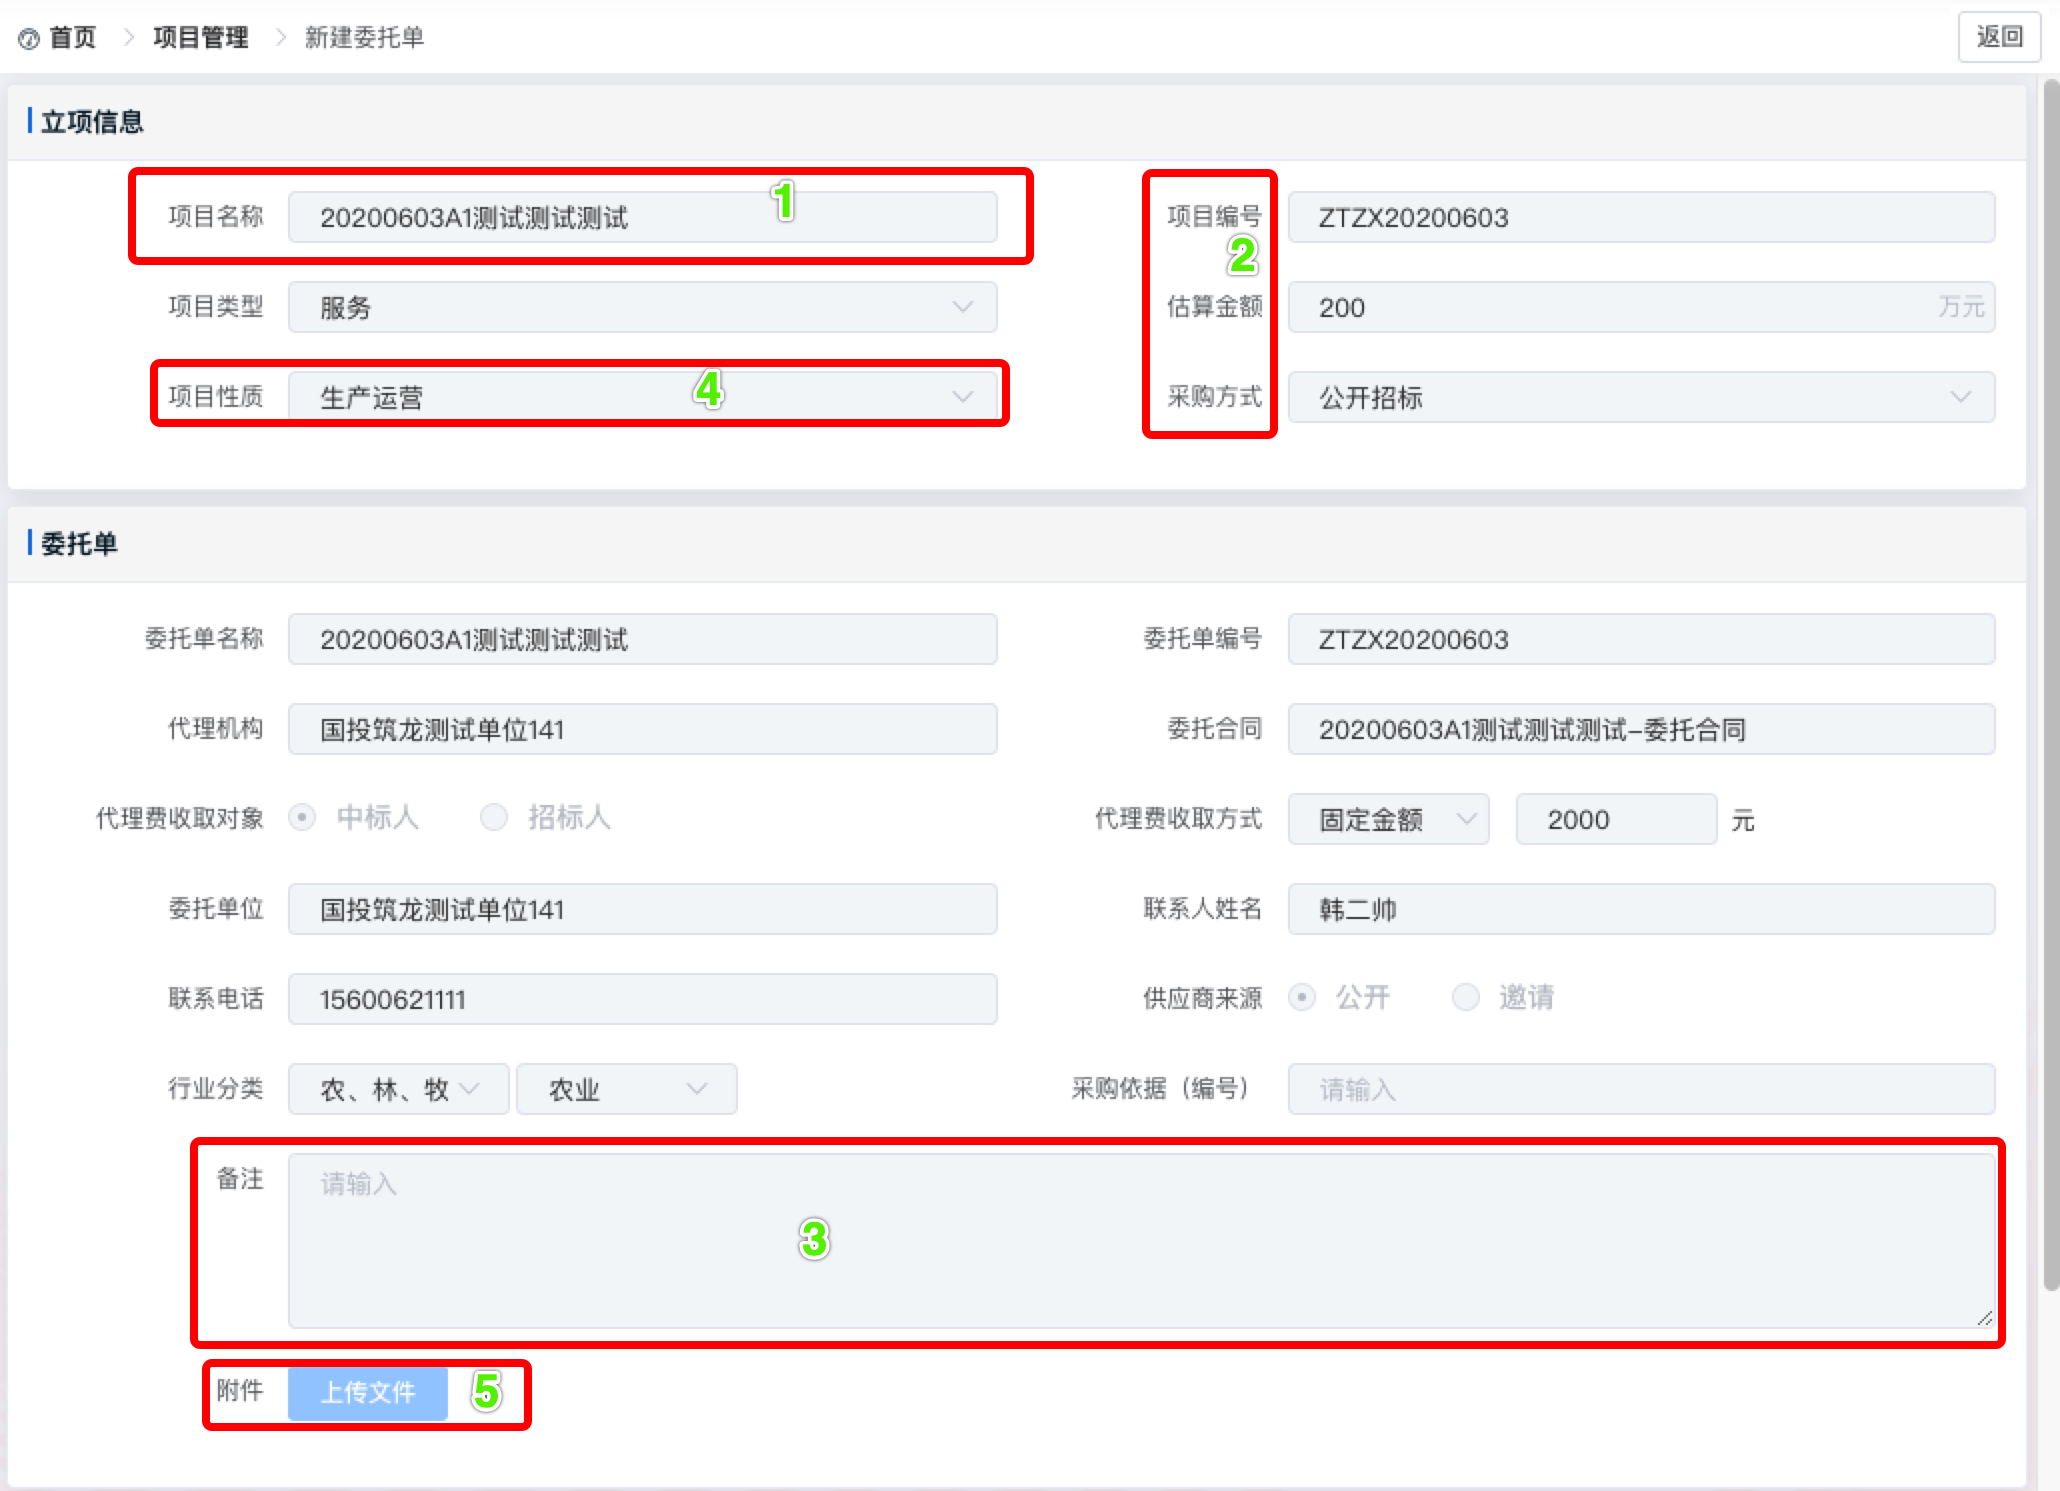 首页 > 项目管理 > 新建委托单
返回
立项信息
项目名称 20200603A1测试测试测试 1
项目编号 ZTZX20200603
2
项目类型 服务
估算金额 200 万元
项目性质 生产运营 4
采购方式 公开招标
委托单
委托单名称 20200603A1测试测试测试
委托单编号 ZTZX20200603
代理机构 国投筑龙测试单位141
委托合同 20200603A1测试测试测试-委托合同
代理费收取对象 中标人 招标人
代理费收取方式 固定金额 2000 元
委托单位 国投筑龙测试单位141
联系人姓名 韩二帅
联系电话 15600621111
供应商来源 公开 邀请
行业分类 农、林、牧 农业
采购依据（编号） 请输入
备注 请输入
3
附件 上传文件 5